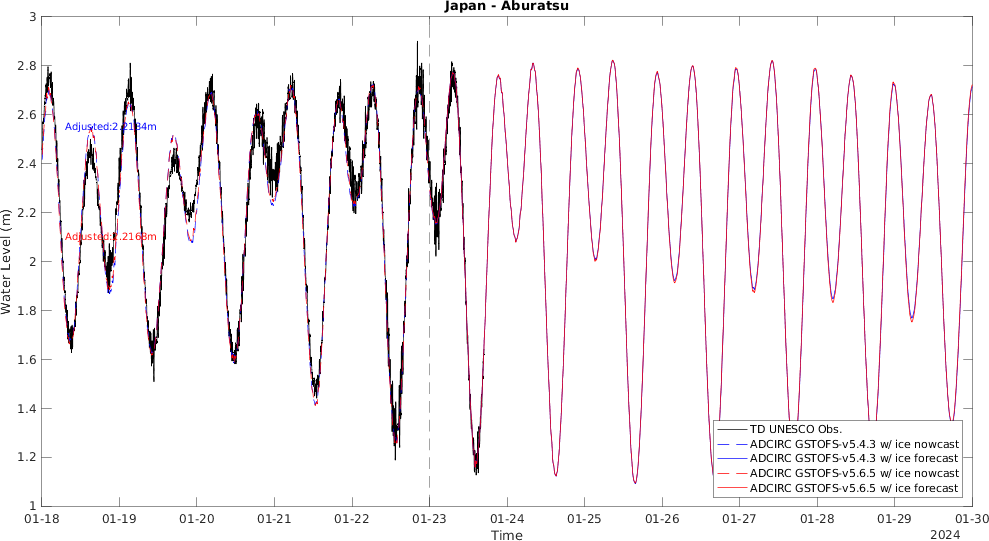 Japan - Aburatsu
3
2.8
2.6
2.4
2.2
2
1.8
1.6
1.4
1.2
1
Water Level (m)
Adjusted:2.2184m
Adjusted:2.2168m
TD UNESCO Obs.
ADCIRC GSTOFS-v5.4.3 w/ ice nowcast
ADCIRC GSTOFS-v5.4.3 w/ ice forecast
ADCIRC GSTOFS-v5.6.5 w/ ice nowcast
ADCIRC GSTOFS-v5.6.5 w/ ice forecast
01-18 01-19 01-20 01-21 01-22 01-23 01-24 01-25 01-26 01-27 01-28 01-29 01-30
Time
2024